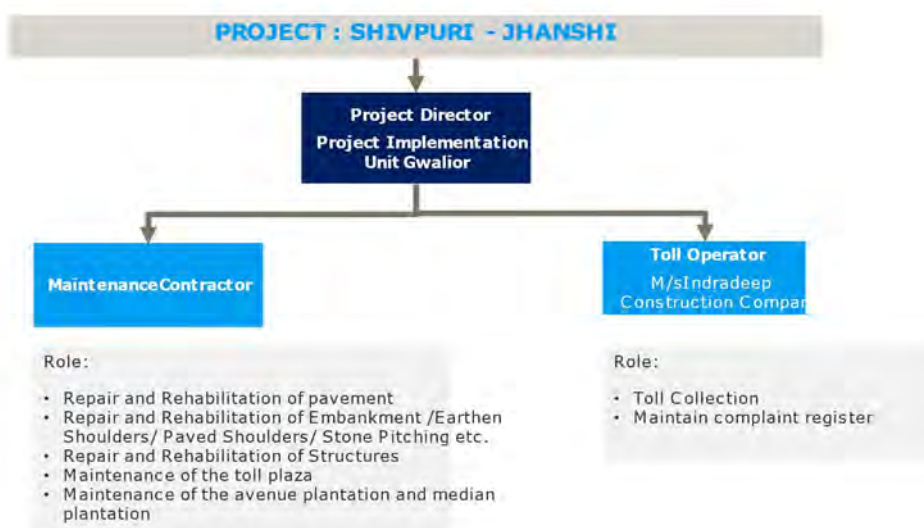 PROJECT : SHIVPURI - JHANSHI
Project Director
Project Implementation
Unit Gwalior
MaintenanceContractor
Toll Operator
M/sIndradeep
Construction Compan
Role:
• Repair and Rehabilitation of pavement
• Repair and Rehabilitation of Embankment /Earthen
Shoulders/ Paved Shoulders/ Stone Pitching etc.
• Repair and Rehabilitation of Structures
• Maintenance of the toll plaza
• Maintenance of the avenue plantation and median
plantation
Role:
• Toll Collection
• Maintain complaint register